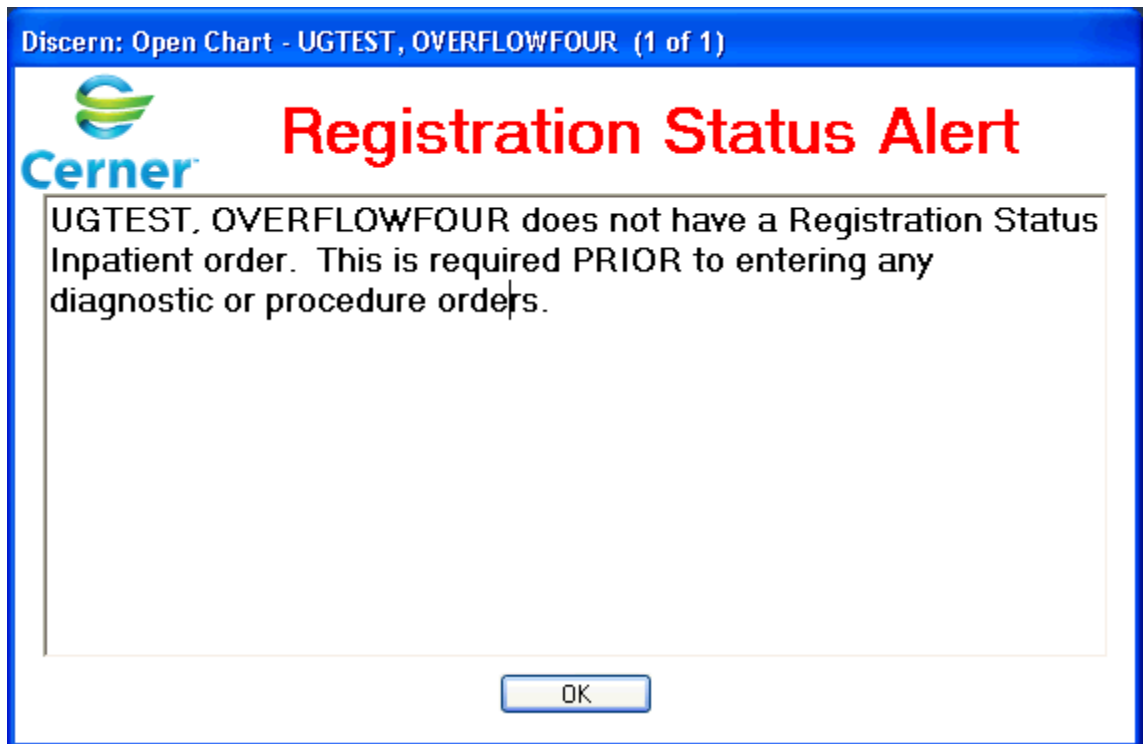 Discern: Open Chart - UGTEST, OVERFLOWFOUR (1 of 1)
Cerner
Registration Status Alert
UGTEST, OVERFLOWFOUR does not have a Registration Status
Inpatient order.  This is required PRIOR to entering any
diagnostic or procedure orders.
OK